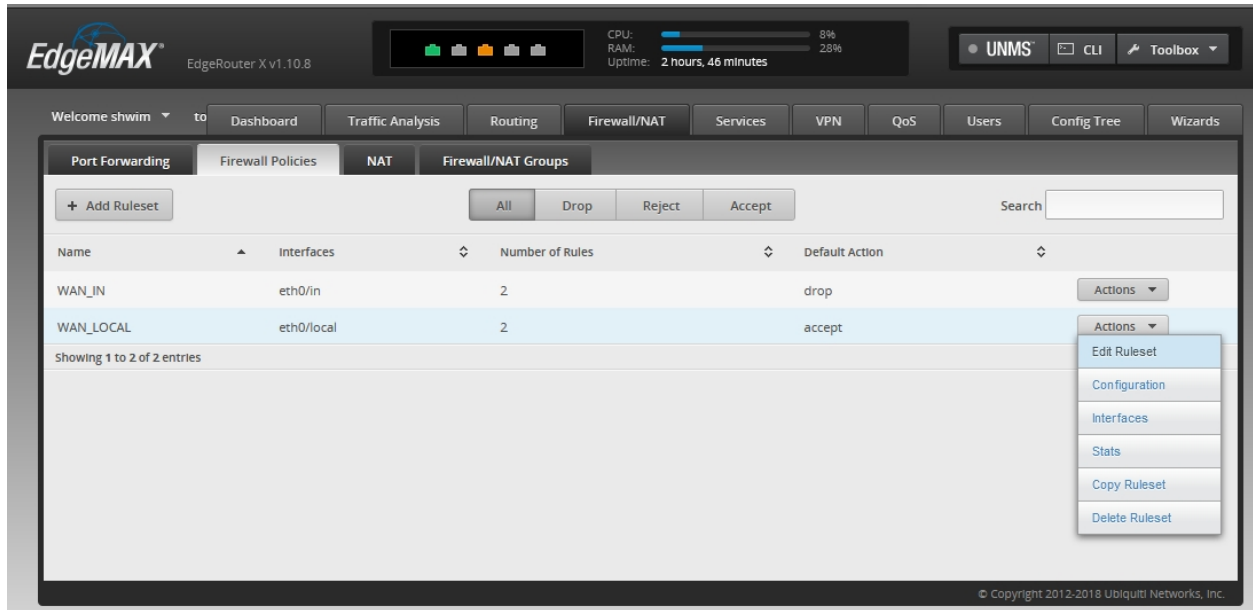 CPU: 8%
RAM: 28%
Uptime: 2 hours, 46 minutes
EdgeMAX® EdgeRouter X v1.10.8
UNMS™ CLI Toolbox
Welcome shwim to Dashboard Traffic Analysis Routing Firewall/NAT Services VPN QoS Users Config Tree Wizards
Port Forwarding Firewall Policies NAT Firewall/NAT Groups
+ Add Ruleset All Drop Reject Accept Search
Name Interfaces Number of Rules Default Action
WAN_IN eth0/in 2 drop Actions
WAN_LOCAL eth0/local 2 accept Actions
Showing 1 to 2 of 2 entries
Edit Ruleset
Configuration
Interfaces
Stats
Copy Ruleset
Delete Ruleset
© Copyright 2012-2018 Ubiquiti Networks, Inc.